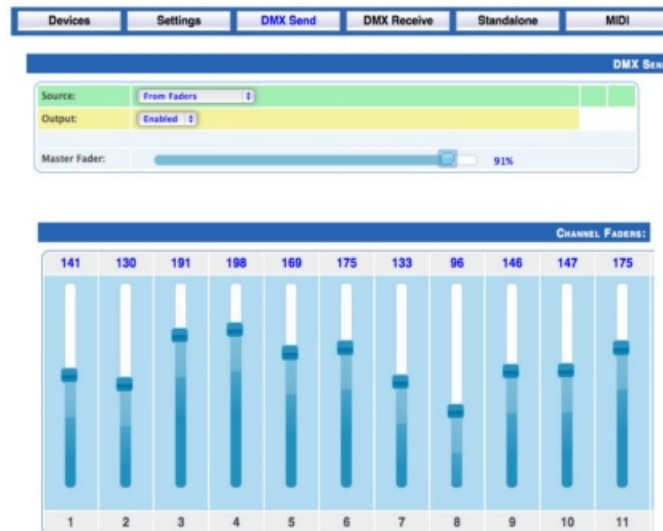 Devices Settings DMX Send DMX Receive Standalone MIDI
DMX
Source: From Faders
Output: Enabled
Master Fader: 91%
CHANNEL FADERS:
141 130 191 198 169 175 133 96 146 147 175
1 2 3 4 5 6 7 8 9 10 11